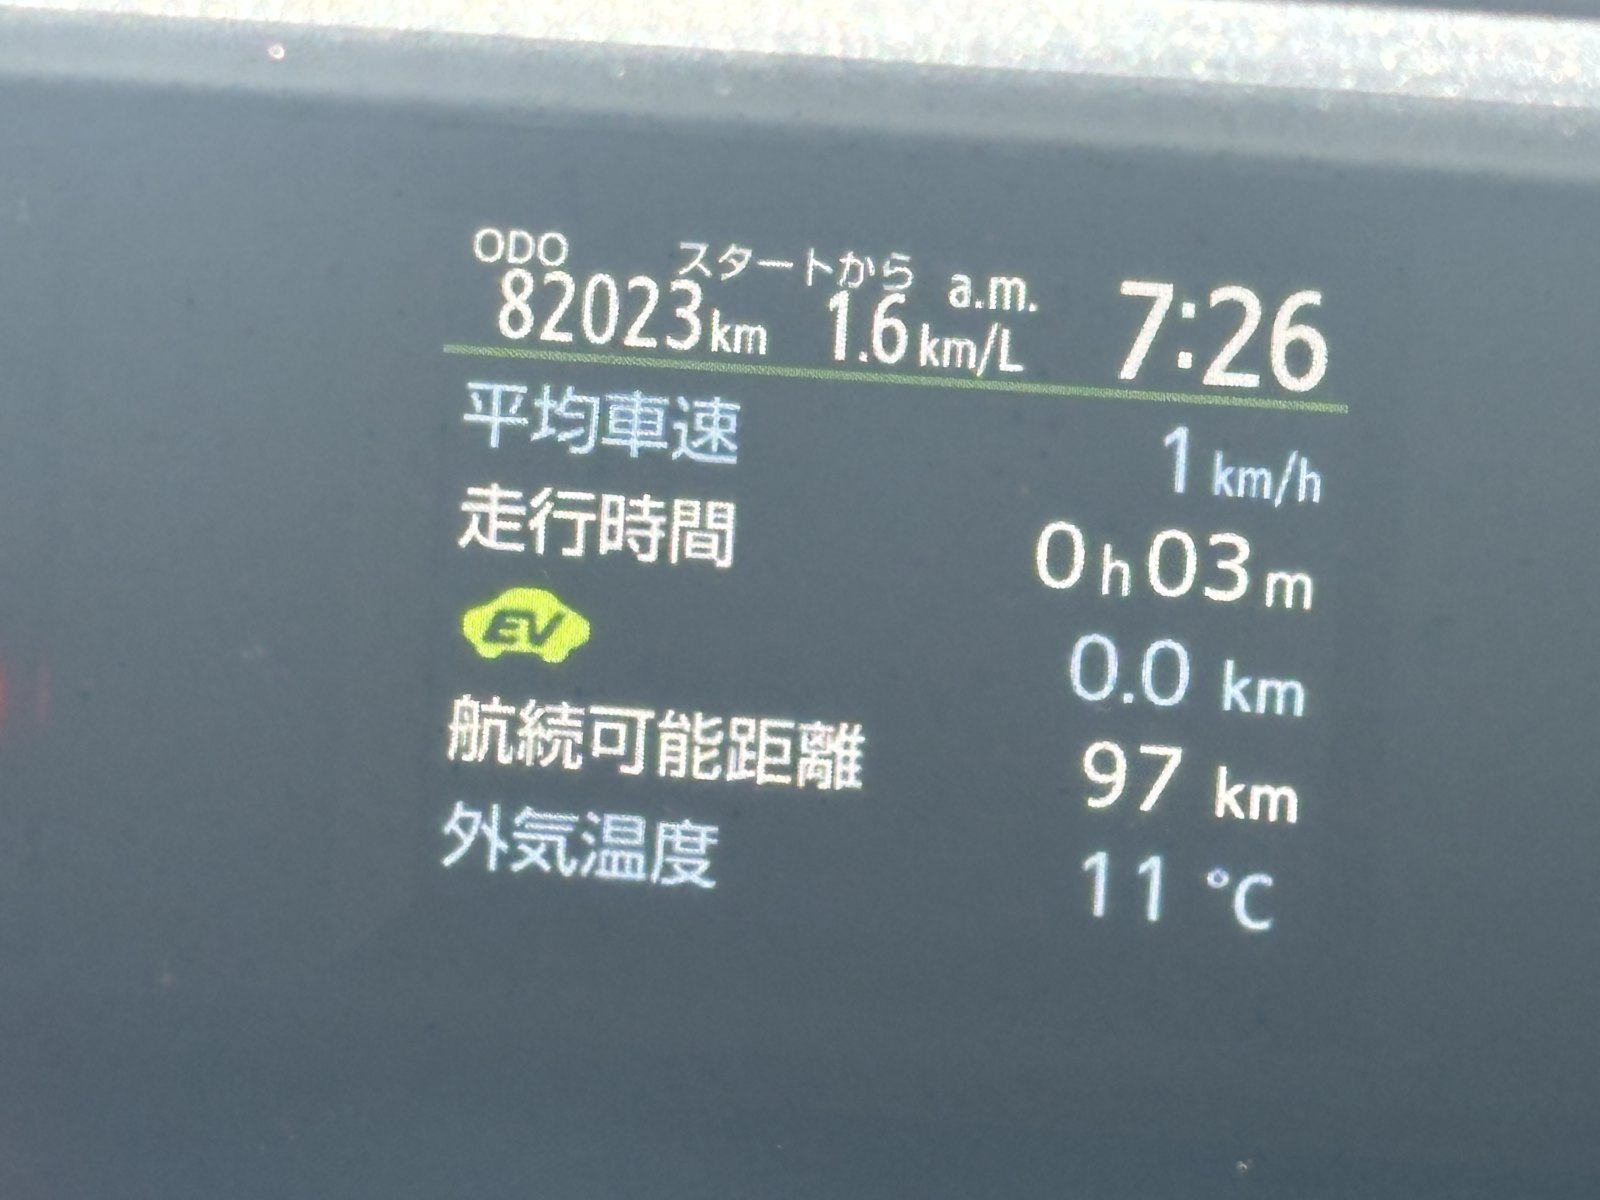 ODO スタートから a.m. 7:26
82023km 1.6km/L
平均車速 1km/h
走行時間 0h03m
EV 0.0 km
航続可能距離 97 km
外気温度 11 °C